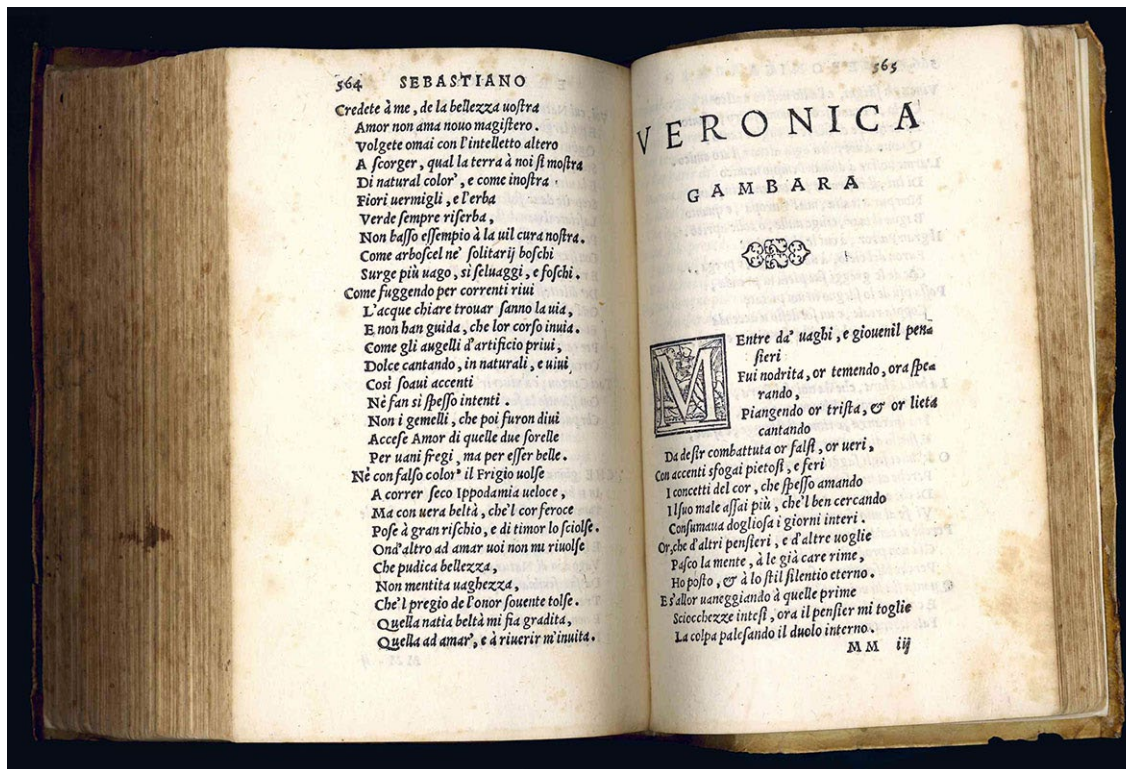 564 SEBASTIANO
Credete à me, de la bellezza uoſtra
Amor non ama nouo magiſtero.
Volgete omai con l'intelletto altero
A ſcorger, qual la terra à noi ſi moſtra
Di natural color', e come inoſtra
Fiori uermigli, e l'erba
Verde ſempre riſerba,
Non baſſo eſſempio à la uil cura noſtra.
Come arboſcel ne' ſolitarij boſchi
Surge più uago, ſi ſeluaggi, e foſchi.
Come fuggendo per correnti riui
L'acque chiare trouar ſanno la uia,
E non han guida, che lor corſo inuia.
Come gli augelli d'artificio priui,
Dolce cantando, in naturali, e uiui
Coſi ſoaui accenti
Nè fan si ſpeſſo intenti.
Non i gemelli, che poi furon diui
Acceſe Amor di quelle due ſorelle
Per uani fregi, ma per eſſer belle.
Nè con falſo color' il Frigio uolſe
A correr ſeco Ippodamia ueloce,
Ma con uera beltà, che'l cor feroce
Poſe à gran riſchio, e di timor lo ſciolſe.
Ond'altro ad amar uoi non mi riuolſe
Che pudica bellezza,
Non mentita uaghezza,
Che'l pregio de l'onor ſouente tolſe.
Quella natia beltà mi fia gradita,
Quella ad amar', e à riuerir m'inuita.
565
VERONICA
GAMBARA
MEntre da' uaghi, e giouenil pen=
ſieri
Fui nodrita, or temendo, ora ſpe=
rando,
Piangendo or triſta, & or lieta
cantando
Da deſir combattuta or falſi, or ueri,
Con accenti sfogai pietoſi, e feri
I concetti del cor, che ſpeſſo amando
Il ſuo male aſſai più, che'l ben cercando
Conſumaua doglioſa i giorni interi.
Or, che d'altri penſieri, e d'altre uoglie
Paſco la mente, à le già care rime,
Ho poſto, & à lo ſtil ſilentio eterno.
E s'allor uaneggiando à quelle prime
Sciocchezze inteſi, ora il penſier mi toglie
La colpa paleſando il duolo interno.
MM iij